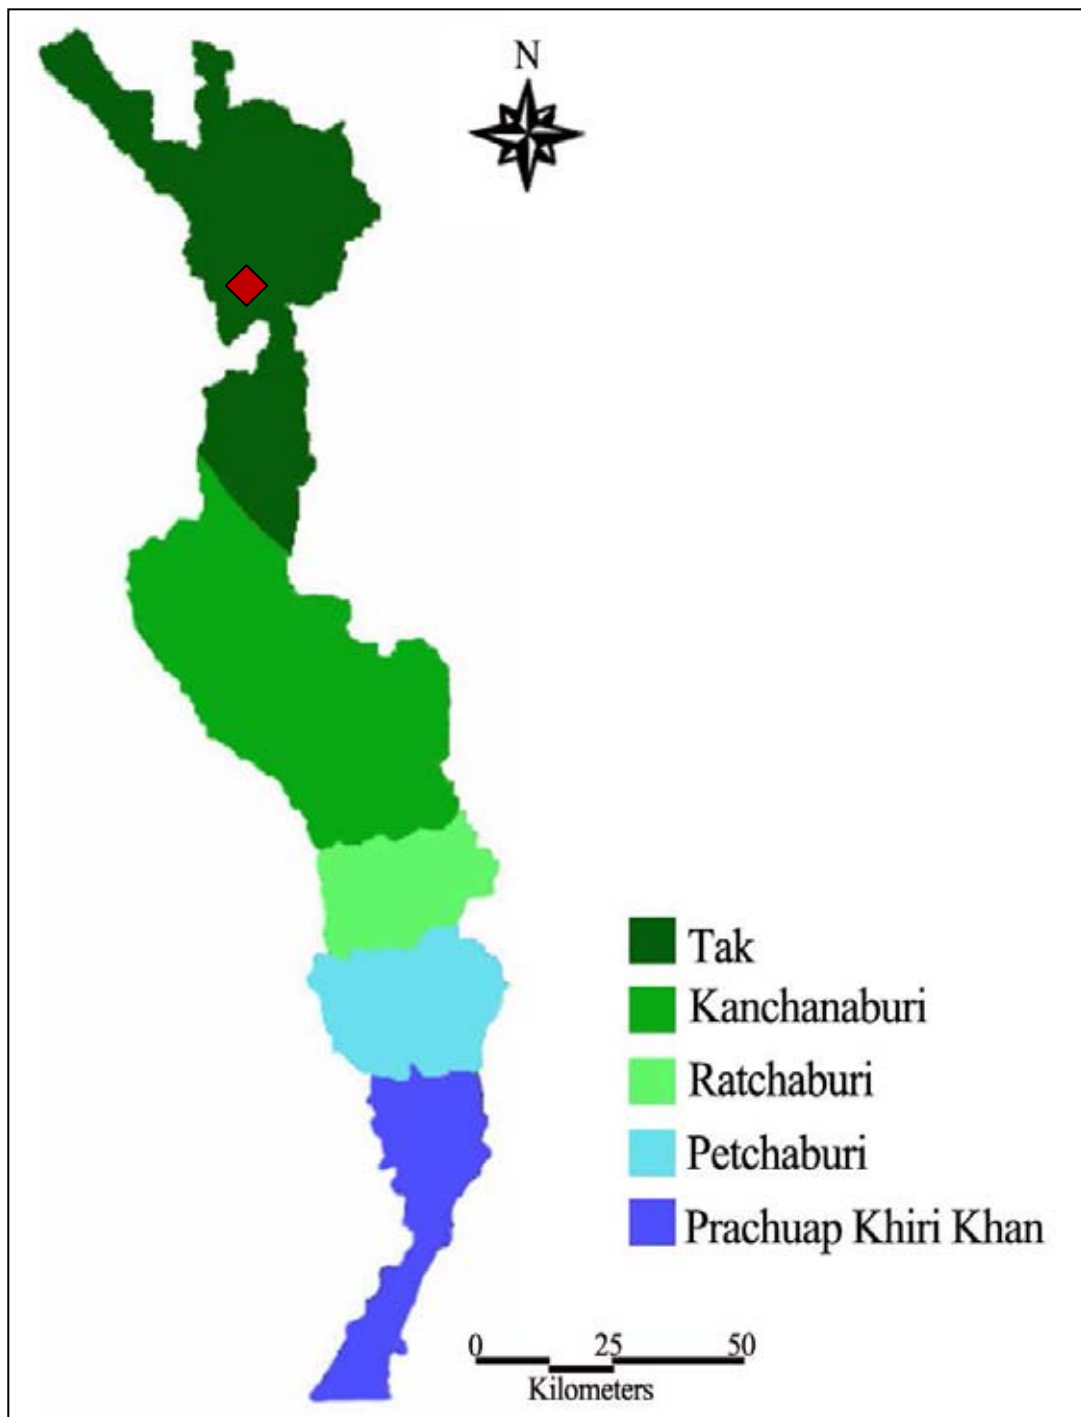 N
Tak
Kanchanaburi
Ratchaburi
Petchaburi
Prachuap Khiri Khan
0 25 50
Kilometers